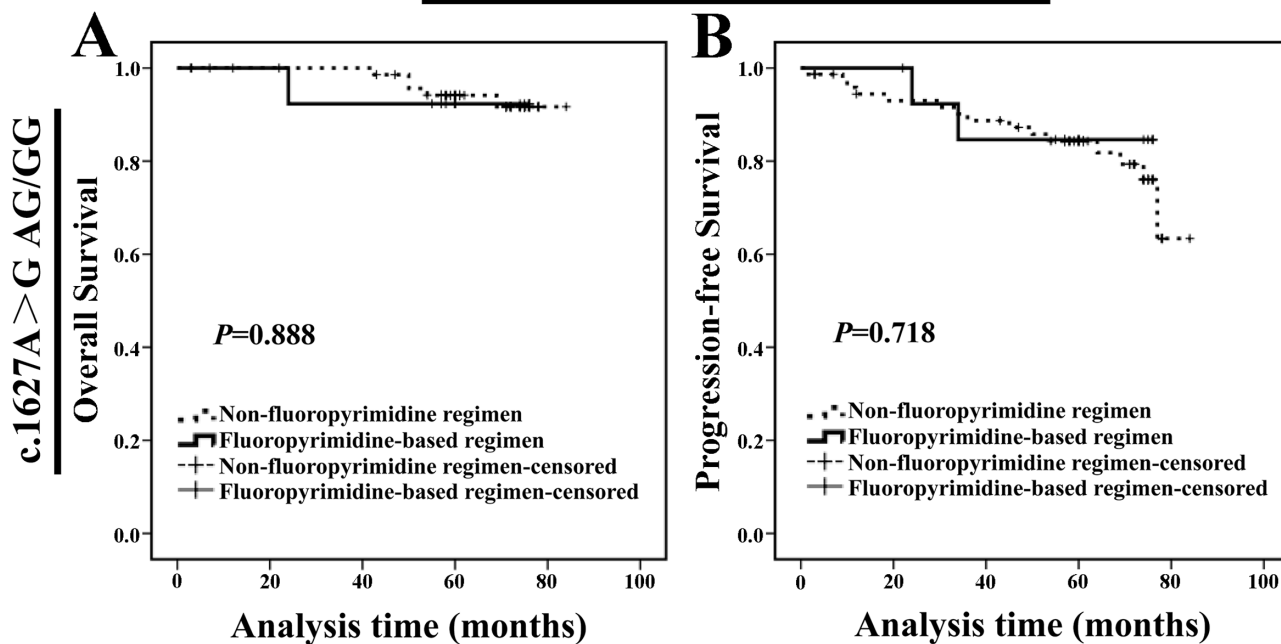 A
B
c.1627A>G AG/GG
Overall Survival
1.0
0.8
0.6
0.4
0.2
0.0
P=0.888
Non-fluoropyrimidine regimen
Fluoropyrimidine-based regimen
Non-fluoropyrimidine regimen-censored
Fluoropyrimidine-based regimen-censored
0 20 40 60 80 100
Analysis time (months)
Progression-free Survival
1.0
0.8
0.6
0.4
0.2
0.0
P=0.718
Non-fluoropyrimidine regimen
Fluoropyrimidine-based regimen
Non-fluoropyrimidine regimen-censored
Fluoropyrimidine-based regimen-censored
0 20 40 60 80 100
Analysis time (months)